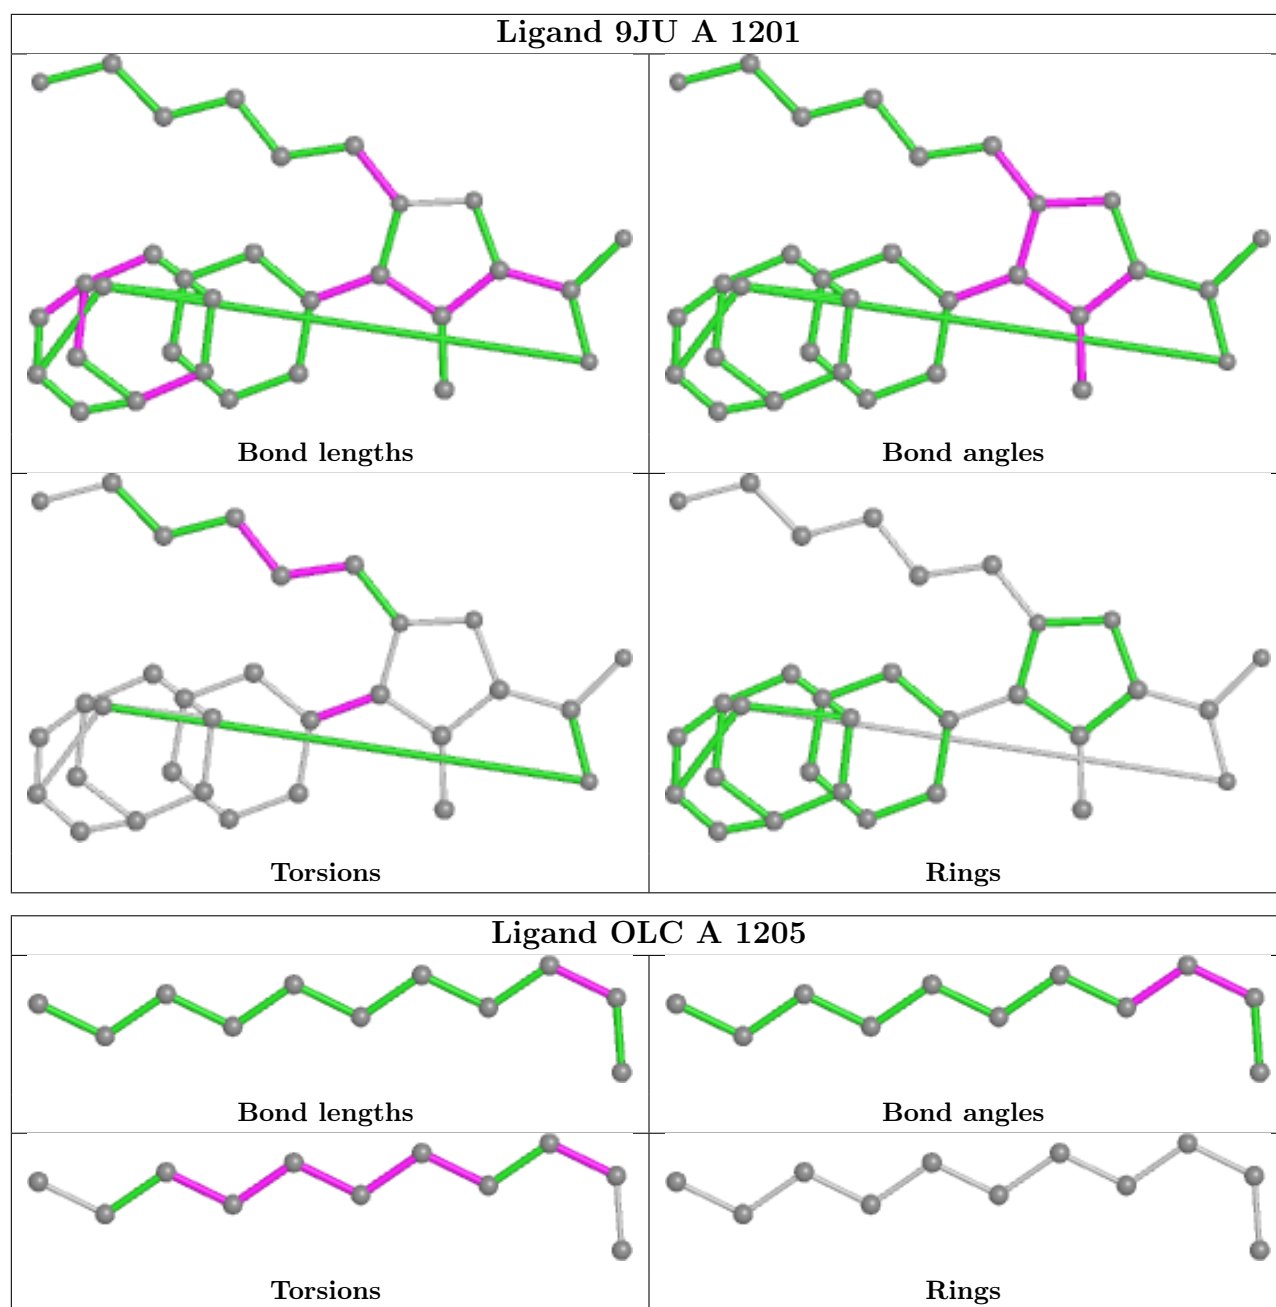 Ligand 9JU A 1201
Bond lengths
Bond angles
Torsions
Rings
Ligand OLC A 1205
Bond lengths
Bond angles
Torsions
Rings